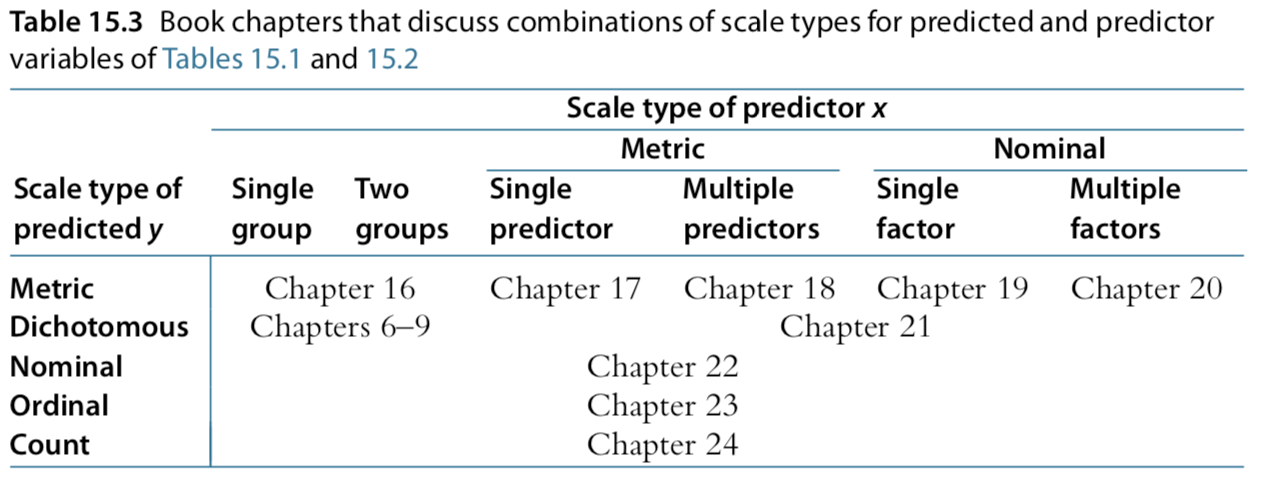 Table 15.3 Book chapters that discuss combinations of scale types for predicted and predictor
variables of Tables 15.1 and 15.2
Scale type of predictor x
Metric Nominal
Scale type of Single Two Single Multiple Single Multiple
predicted y group groups predictor predictors factor factors
Metric Chapter 16 Chapter 17 Chapter 18 Chapter 19 Chapter 20
Dichotomous Chapters 6–9 Chapter 21
Nominal Chapter 22
Ordinal Chapter 23
Count Chapter 24